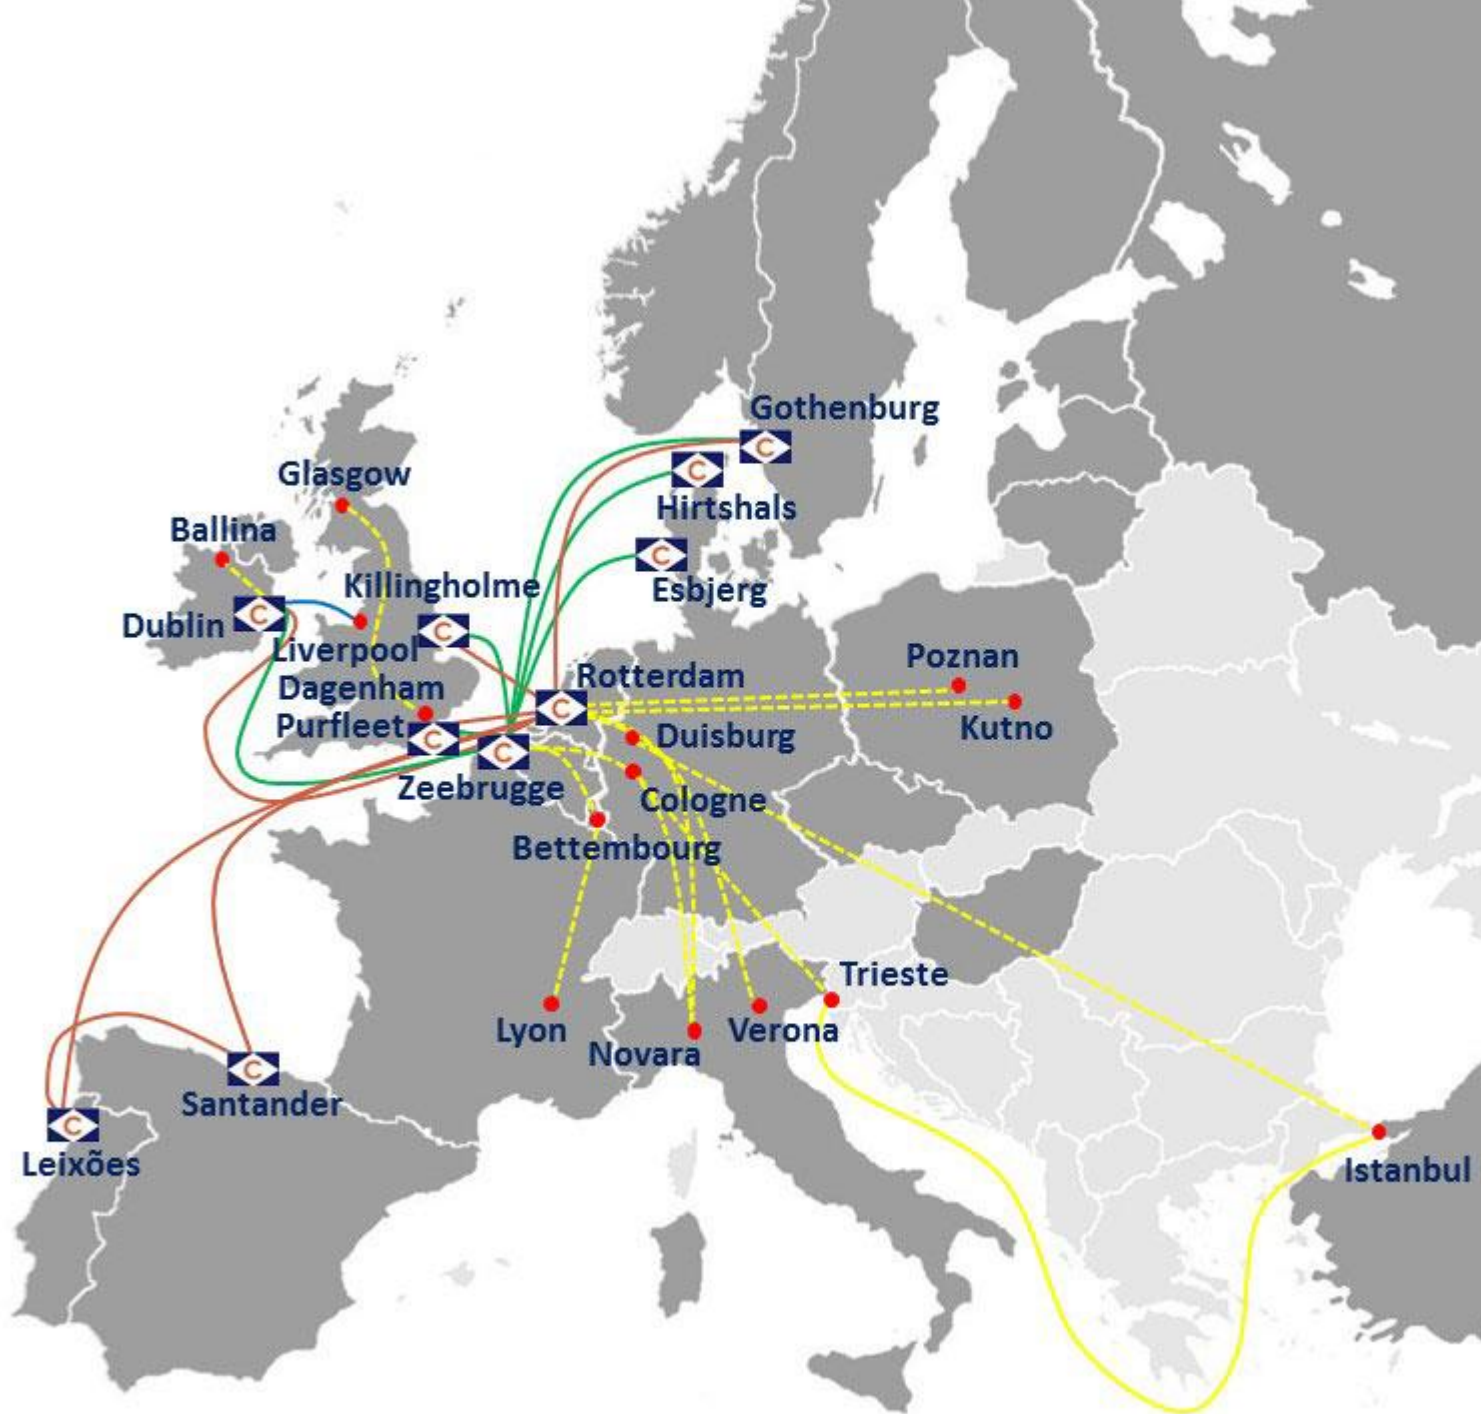 Gothenburg
Glasgow
Hirtshals
Ballina
Killingholme
Esbjerg
Dublin
Liverpool
Poznan
Rotterdam
Dagenham
Purfleet
Kutno
Duisburg
Zeebrugge
Cologne
Bettembourg
Trieste
Lyon
Verona
Novara
Santander
Leixões
Istanbul
C
C
C
C
C
C
C
C
C
C